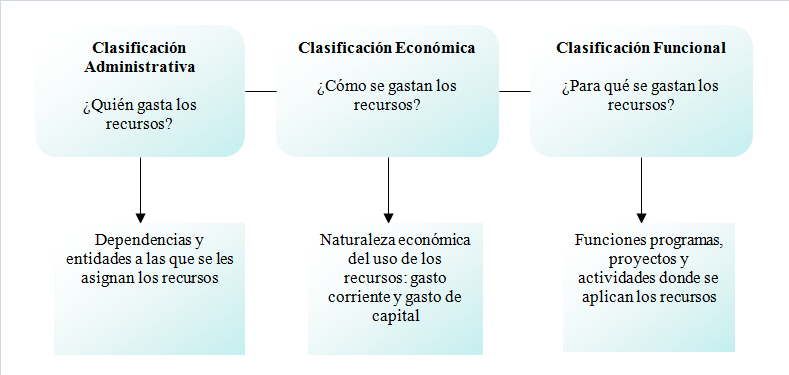 Clasificación
Administrativa
¿Quién gasta los
recursos?
Clasificación Económica
¿Cómo se gastan los
recursos?
Clasificación Funcional
¿Para qué se gastan los
recursos?
Dependencias y
entidades a las que se les
asignan los recursos
Naturaleza económica
del uso de los
recursos: gasto
corriente y gasto de
capital
Funciones programas,
proyectos y
actividades donde se
aplican los recursos